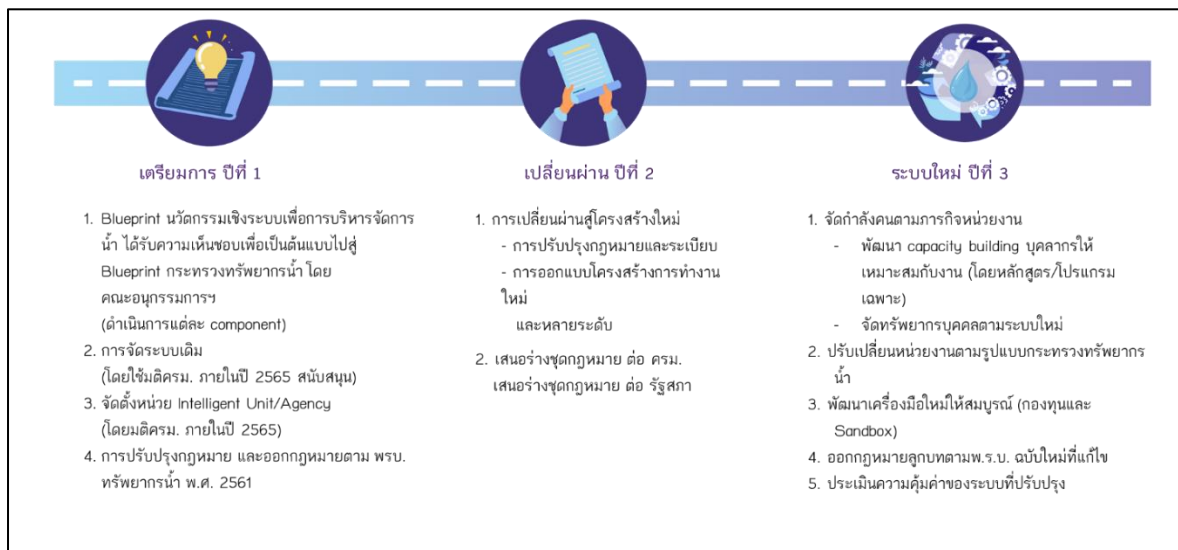 เตรียมการ ปีที่ 1
1. Blueprint นวัตกรรมเชิงระบบเพื่อการบริหารจัดการ
น้ำ ได้รับความเห็นชอบเพื่อเป็นต้นแบบไปสู่
Blueprint กระทรวงทรัพยากรน้ำ โดย
คณะอนุกรรมการฯ
(ดำเนินการแต่ละ component)
2. การจัดระบบเดิม
(โดยใช้มติครม. ภายในปี 2565 สนับสนุน)
3. จัดตั้งหน่วย Intelligent Unit/Agency
(โดยมติครม. ภายในปี 2565)
4. การปรับปรุงกฎหมาย และออกกฎหมายตาม พรบ.
ทรัพยากรน้ำ พ.ศ. 2561
เปลี่ยนผ่าน ปีที่ 2
1. การเปลี่ยนผ่านสู่โครงสร้างใหม่
- การปรับปรุงกฎหมายและระเบียบ
- การออกแบบโครงสร้างการทำงาน
ใหม่
และหลายระดับ
2. เสนอร่างชุดกฎหมาย ต่อ ครม.
เสนอร่างชุดกฎหมาย ต่อ รัฐสภา
ระบบใหม่ ปีที่ 3
1. จัดกำลังคนตามภารกิจหน่วยงาน
- พัฒนา capacity building บุคลากรให้
เหมาะสมกับงาน (โดยหลักสูตร/โปรแกรม
เฉพาะ)
- จัดทรัพยากรบุคคลตามระบบใหม่
2. ปรับเปลี่ยนหน่วยงานตามรูปแบบกระทรวงทรัพยากร
น้ำ
3. พัฒนาเครื่องมือใหม่ให้สมบูรณ์ (กองทุนและ
Sandbox)
4. ออกกฎหมายลูกบทตามพ.ร.บ. ฉบับใหม่ที่แก้ไข
5. ประเมินความคุ้มค่าของระบบที่ปรับปรุง